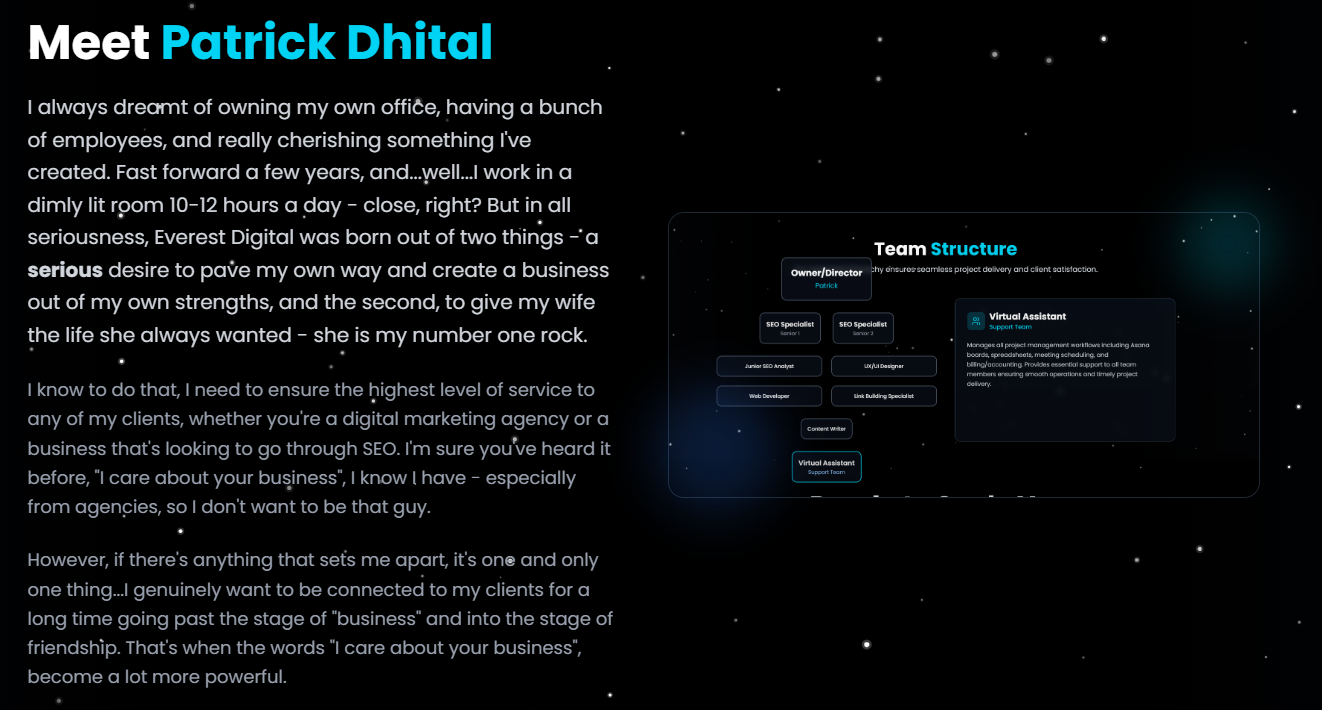 Meet Patrick Dhital
I always dreamt of owning my own office, having a bunch
of employees, and really cherishing something I've
created. Fast forward a few years, and...well...I work in a
dimly lit room 10-12 hours a day - close, right? But in all
seriousness, Everest Digital was born out of two things - a
serious desire to pave my own way and create a business
out of my own strengths, and the second, to give my wife
the life she always wanted - she is my number one rock.
I know to do that, I need to ensure the highest level of service to
any of my clients, whether you're a digital marketing agency or a
business that's looking to go through SEO. I'm sure you've heard it
before, "I care about your business", I know I have - especially
from agencies, so I don't want to be that guy.
However, if there's anything that sets me apart, it's one and only
one thing...I genuinely want to be connected to my clients for a
long time going past the stage of "business" and into the stage of
friendship. That's when the words "I care about your business",
become a lot more powerful.
Team Structure
chy ensures seamless project delivery and client satisfaction.
Owner/Director
Patrick
SEO Specialist
Senior 1
SEO Specialist
Senior 2
Junior SEO Analyst
UX/UI Designer
Web Developer
Link Building Specialist
Content Writer
Virtual Assistant
Support Team
Virtual Assistant
Support Team
Manages all project management workflows including Asana
boards, spreadsheets, meeting scheduling, and
billing/accounting. Provides essential support to all team
members ensuring smooth operations and timely project
delivery.